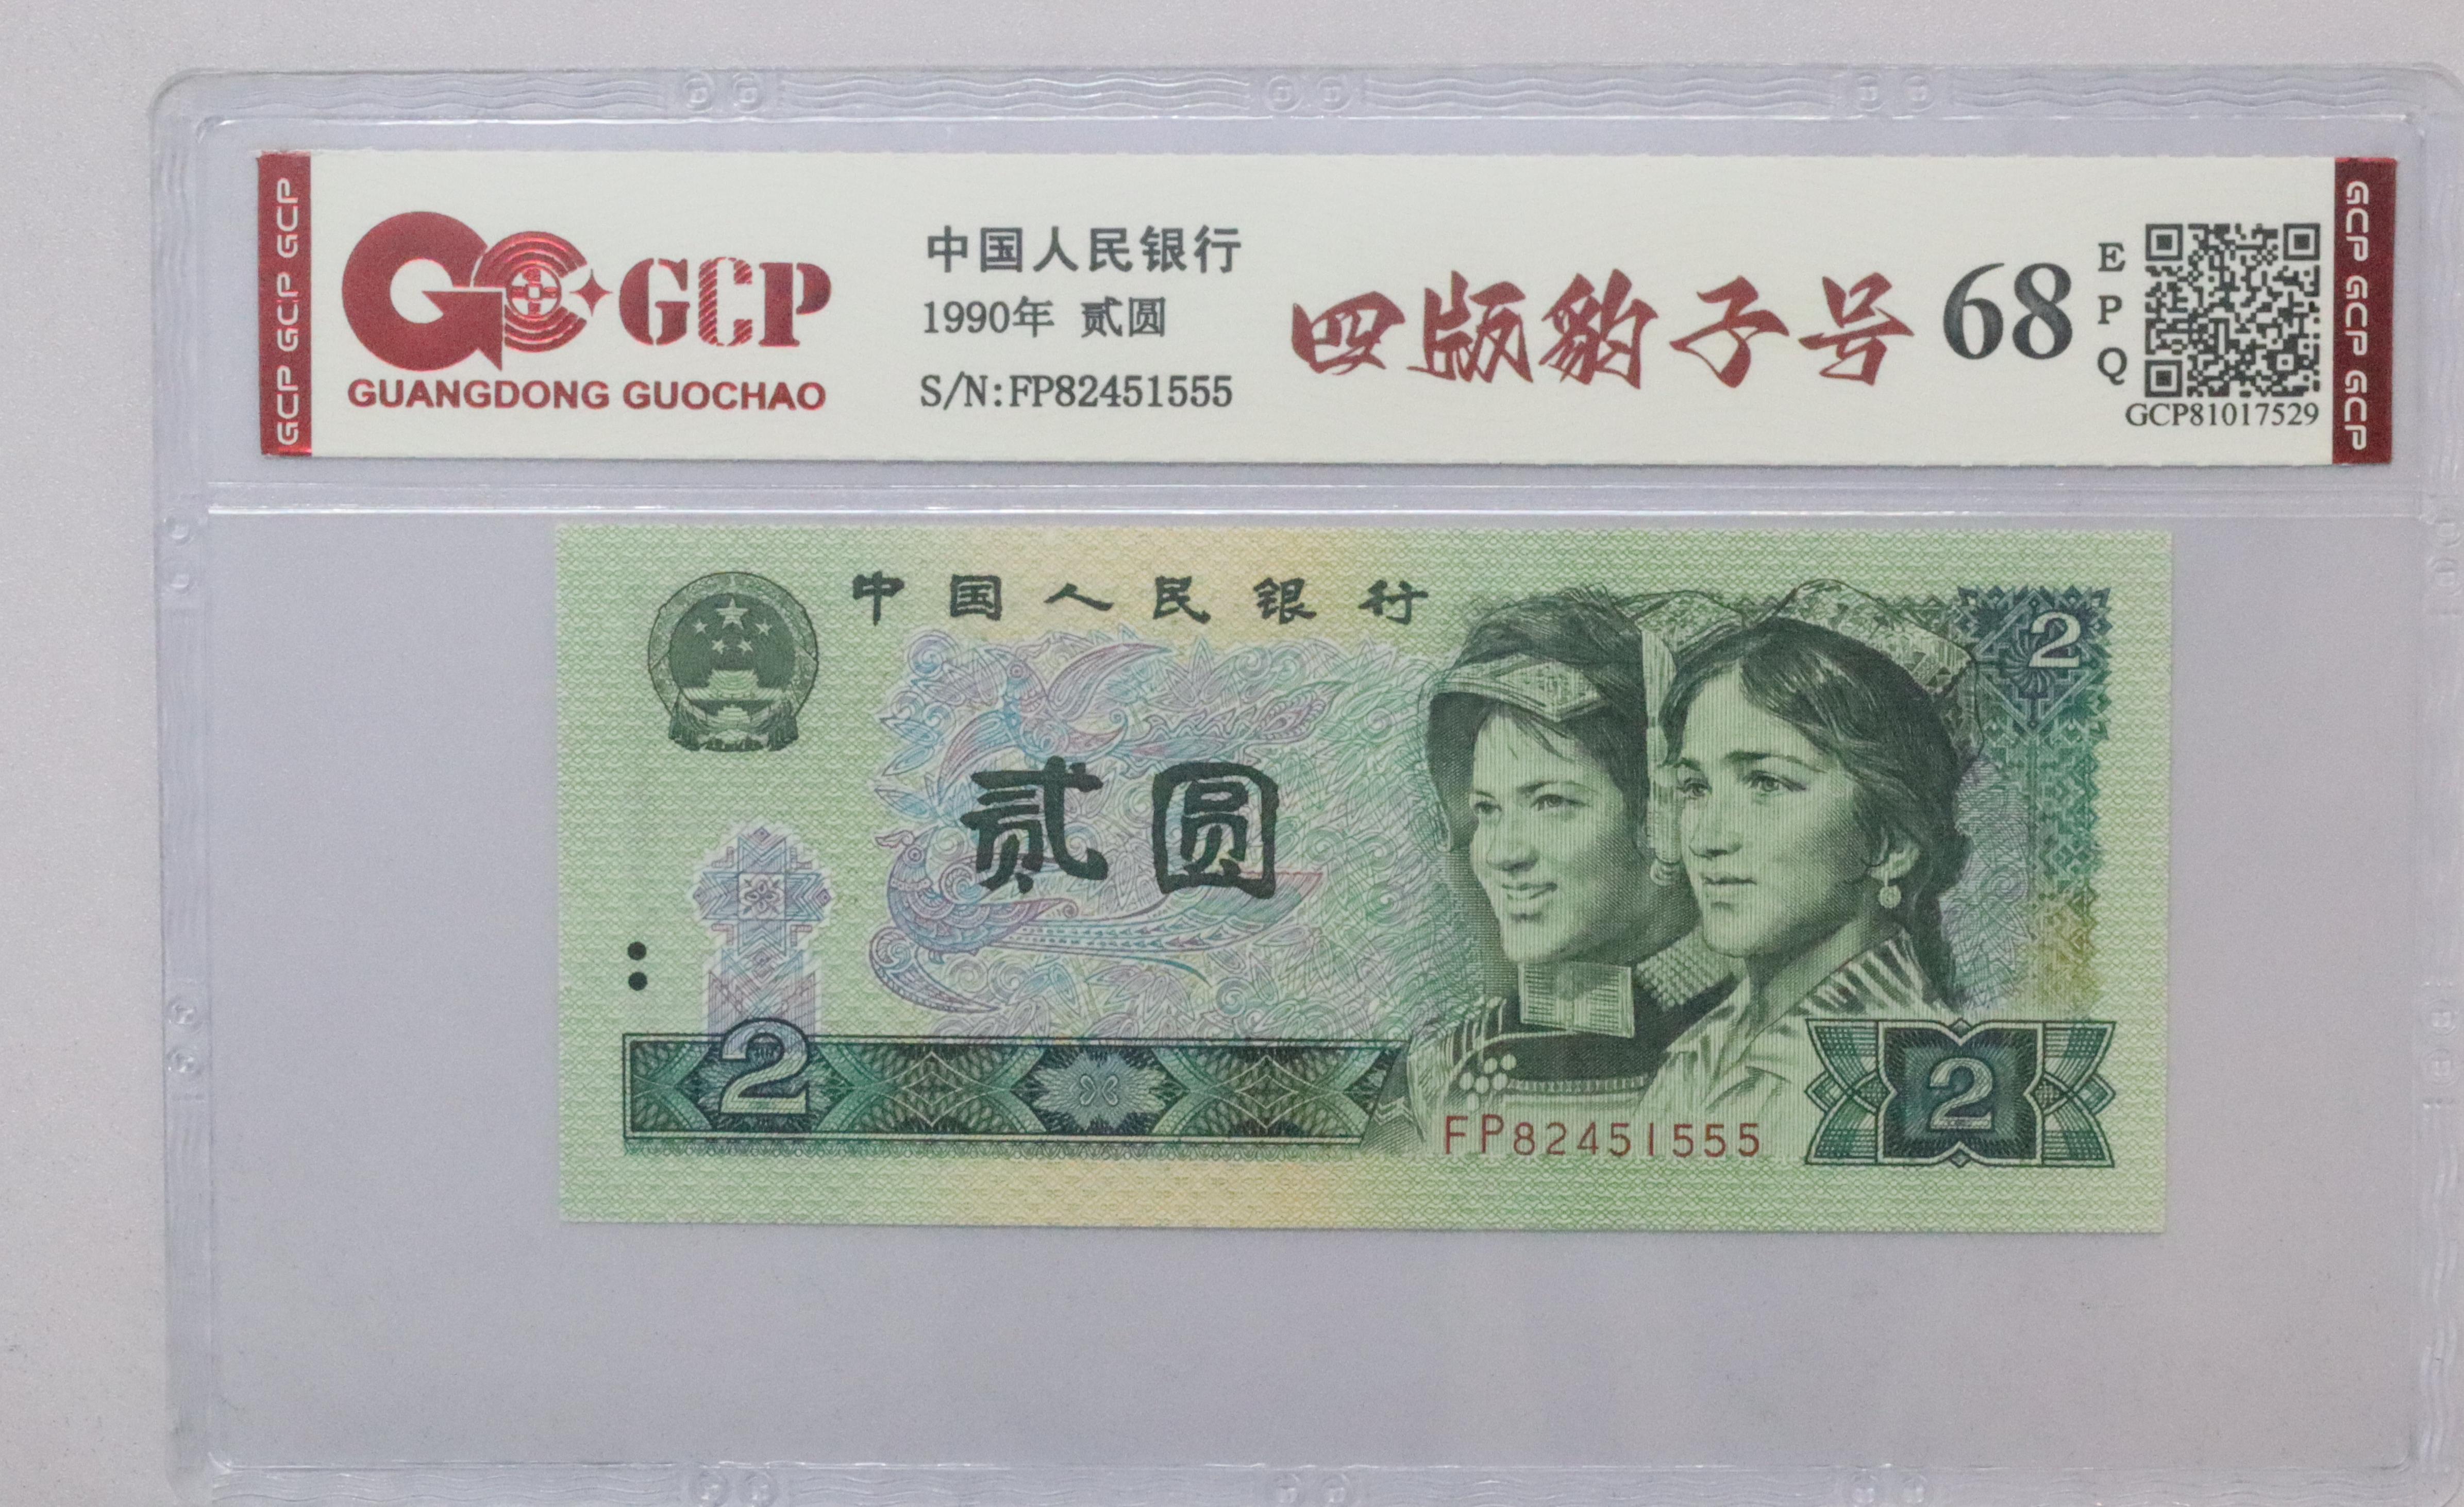 GCP GCP GCP
GCP
GUANGDONG GUOCHAO
中国人民银行
1990年 贰圆
S/N:FP82451555
四版豹子号
68
EPQ
GCP81017529
GCP GCP GCP
中国人民银行
2
贰圆
2
FP82451555
2